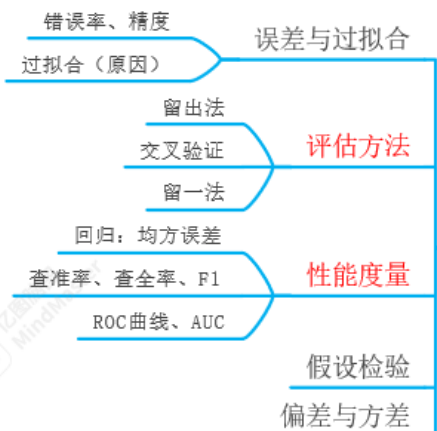 错误率、精度
误差与过拟合
过拟合（原因）
留出法
评估方法
交叉验证
留一法
回归：均方误差
性能度量
查准率、查全率、F1
ROC曲线、AUC
假设检验
偏差与方差
MindMaster